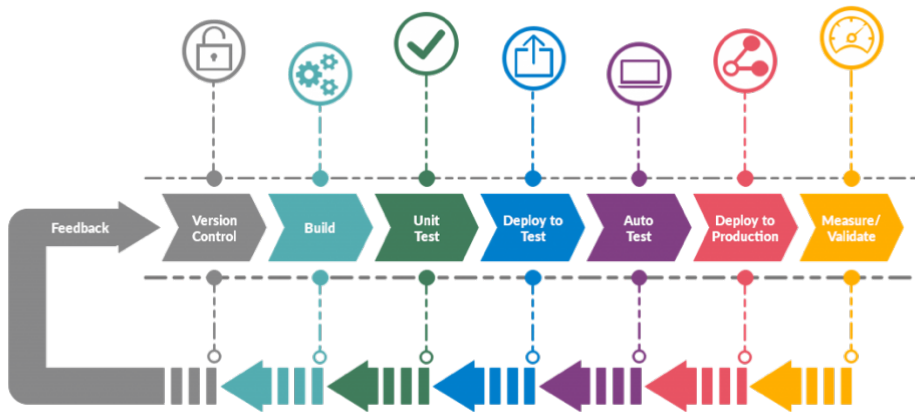 Feedback
Version
Control
Build
Unit
Test
Deploy to
Test
Auto
Test
Deploy to
Production
Measure/
Validate